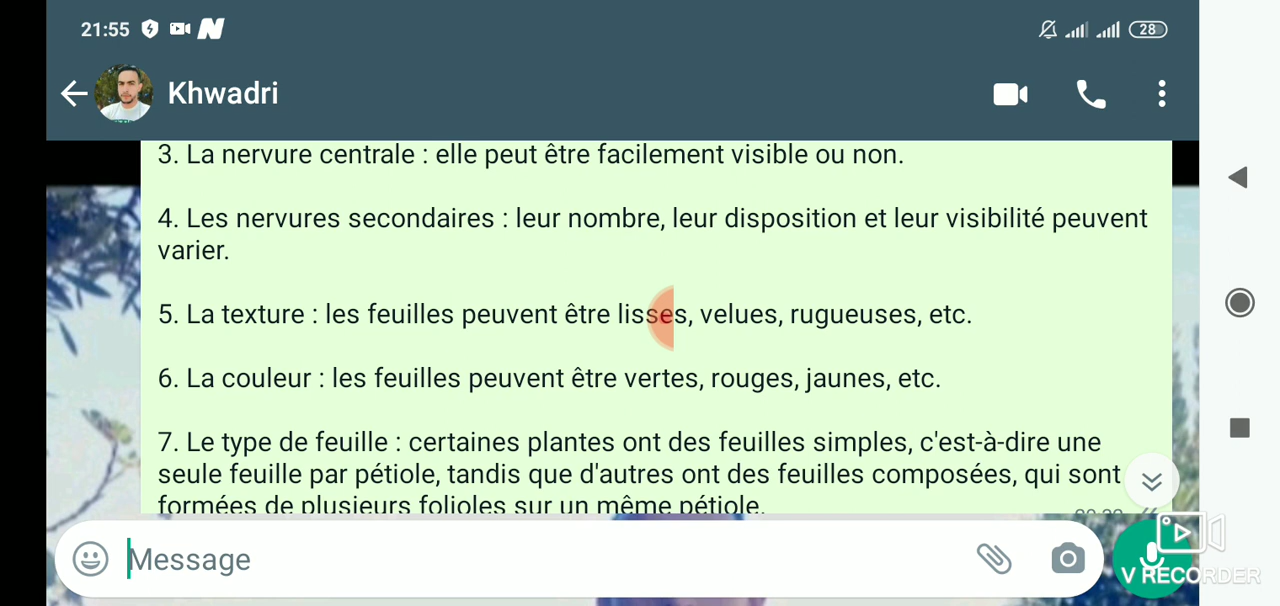 21:55
28
Khwadri
3. La nervure centrale : elle peut être facilement visible ou non.
4. Les nervures secondaires : leur nombre, leur disposition et leur visibilité peuvent
varier.
5. La texture : les feuilles peuvent être lisses, velues, rugueuses, etc.
6. La couleur : les feuilles peuvent être vertes, rouges, jaunes, etc.
7. Le type de feuille : certaines plantes ont des feuilles simples, c'est-à-dire une
seule feuille par pétiole, tandis que d'autres ont des feuilles composées, qui sont
formées de plusieurs folioles sur un même pétiole.
Message
V RECORDER